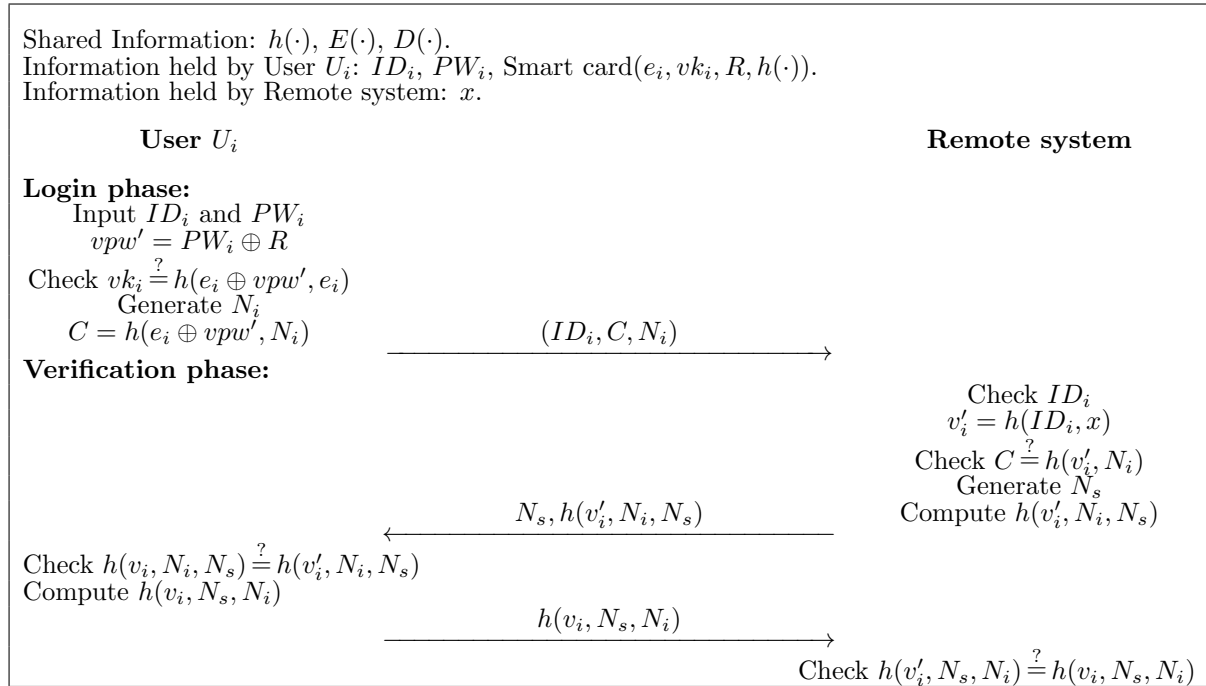 Shared Information: h(·), E(·), D(·).
Information held by User U_i: ID_i, PW_i, Smart card(e_i, vk_i, R, h(·)).
Information held by Remote system: x.
User U_i Remote system
Login phase:
Input ID_i and PW_i
vpw′ = PW_i ⊕ R
Check vk_i ≟ h(e_i ⊕ vpw′, e_i)
Generate N_i
C = h(e_i ⊕ vpw′, N_i) (ID_i, C, N_i)
Verification phase:
Check ID_i
v′_i = h(ID_i, x)
Check C ≟ h(v′_i, N_i)
Generate N_s
N_s, h(v′_i, N_i, N_s) Compute h(v′_i, N_i, N_s)
Check h(v_i, N_i, N_s) ≟ h(v′_i, N_i, N_s)
Compute h(v_i, N_s, N_i)
h(v_i, N_s, N_i)
Check h(v′_i, N_s, N_i) ≟ h(v_i, N_s, N_i)